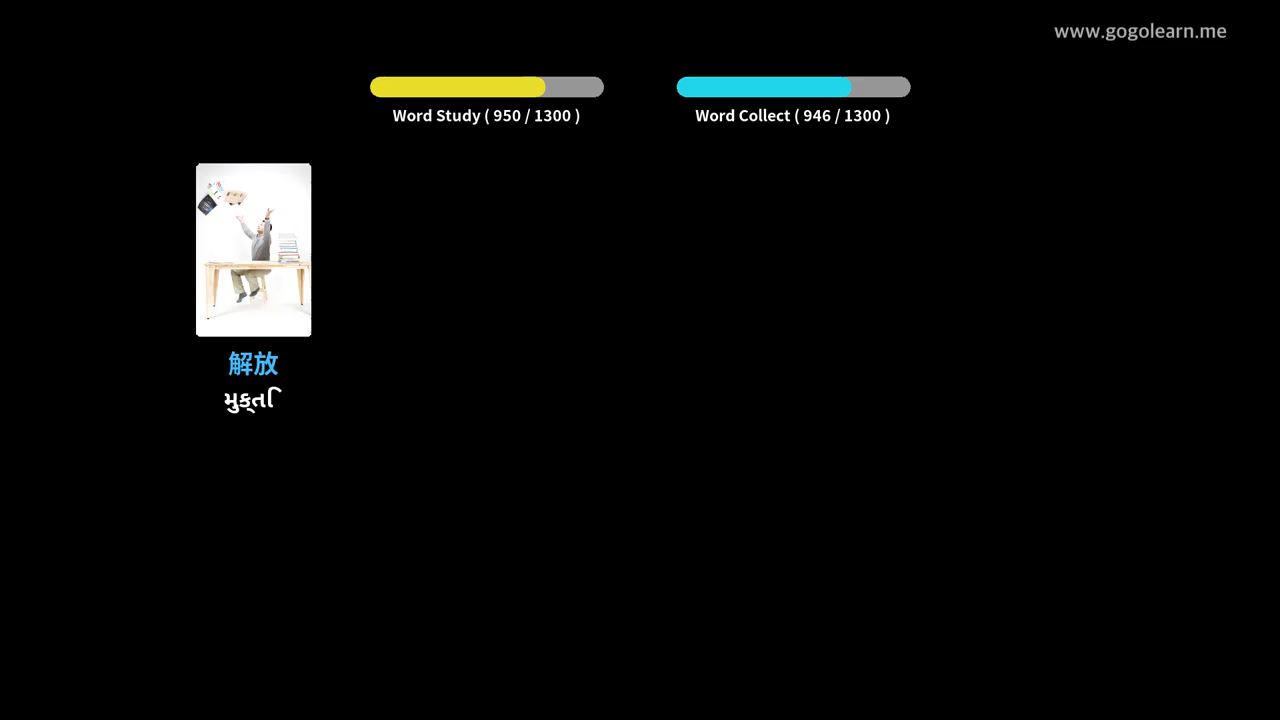 www.gogolearn.me
Word Study ( 950 / 1300 )
Word Collect ( 946 / 1300 )
解放
મુક્તિ